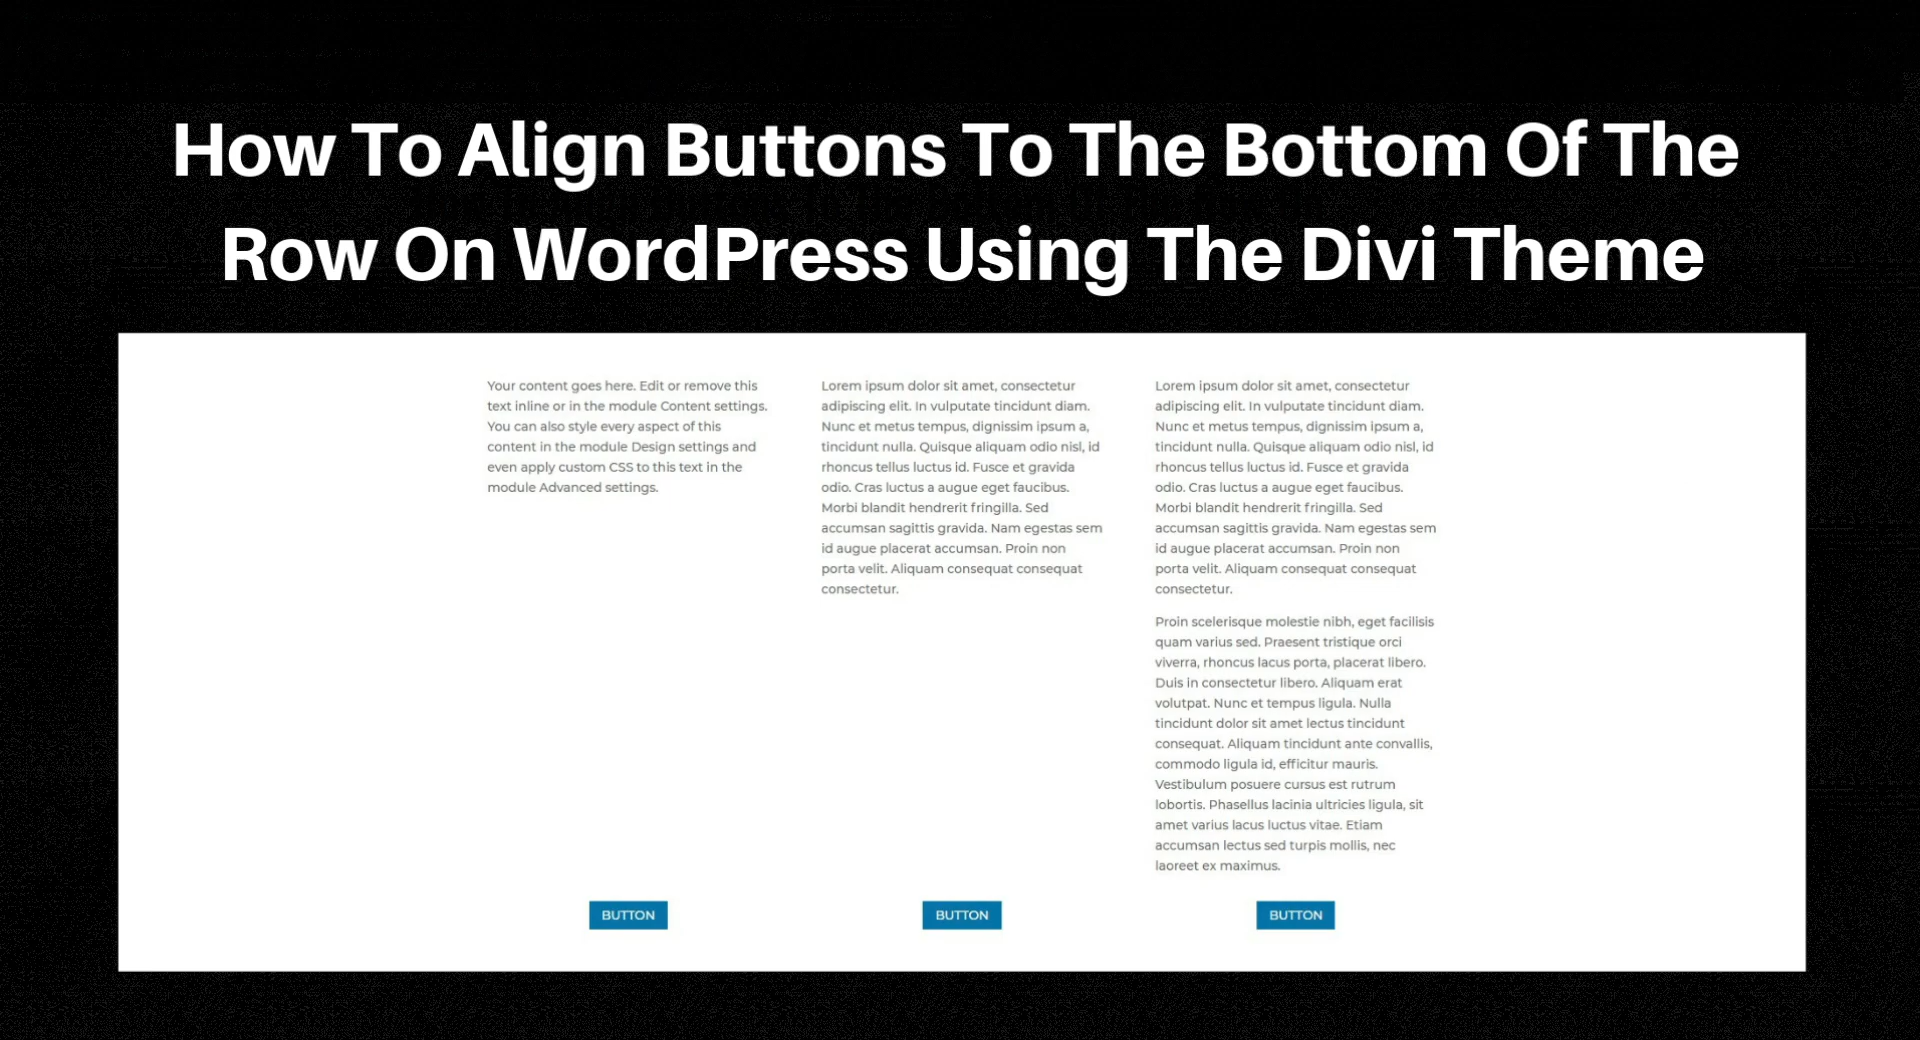 How To Align Buttons To The Bottom Of The
Row On WordPress Using The Divi Theme
Your content goes here. Edit or remove this
text inline or in the module Content settings.
You can also style every aspect of this
content in the module Design settings and
even apply custom CSS to this text in the
module Advanced settings.
BUTTON
Lorem ipsum dolor sit amet, consectetur
adipiscing elit. In vulputate tincidunt diam.
Nunc et metus tempus, dignissim ipsum a,
tincidunt nulla. Quisque aliquam odio nisl, id
rhoncus tellus luctus id. Fusce et gravida
odio. Cras luctus a augue eget faucibus.
Morbi blandit hendrerit fringilla. Sed
accumsan sagittis gravida. Nam egestas sem
id augue placerat accumsan. Proin non
porta velit. Aliquam consequat consequat
consectetur.
BUTTON
Lorem ipsum dolor sit amet, consectetur
adipiscing elit. In vulputate tincidunt diam.
Nunc et metus tempus, dignissim ipsum a,
tincidunt nulla. Quisque aliquam odio nisl, id
rhoncus tellus luctus id. Fusce et gravida
odio. Cras luctus a augue eget faucibus.
Morbi blandit hendrerit fringilla. Sed
accumsan sagittis gravida. Nam egestas sem
id augue placerat accumsan. Proin non
porta velit. Aliquam consequat consequat
consectetur.
Proin scelerisque molestie nibh, eget facilisis
quam varius sed. Praesent tristique orci
viverra, rhoncus lacus porta, placerat libero.
Duis in consectetur libero. Aliquam erat
volutpat. Nunc et tempus ligula. Nulla
tincidunt dolor sit amet lectus tincidunt
consequat. Aliquam tincidunt ante convallis,
commodo ligula id, efficitur mauris.
Vestibulum posuere cursus est rutrum
lobortis. Phasellus lacinia ultricies ligula, sit
amet varius lacus luctus vitae. Etiam
accumsan lectus sed turpis mollis, nec
laoreet ex maximus.
BUTTON